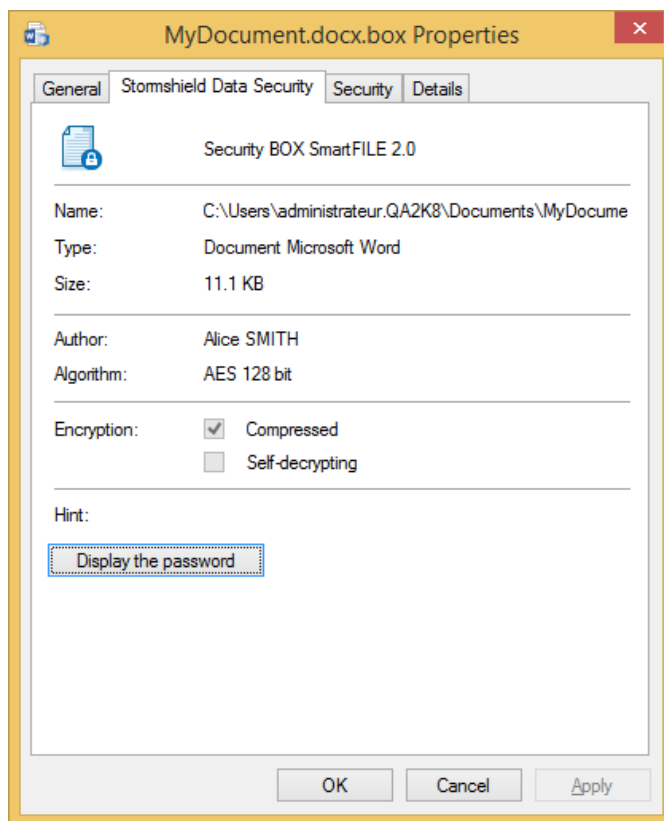 MyDocument.docx.box Properties
General Stormshield Data Security Security Details
Security BOX SmartFILE 2.0
Name: C:\Users\administrateur.QA2K8\Documents\MyDocume
Type: Document Microsoft Word
Size: 11.1 KB
Author: Alice SMITH
Algorithm: AES 128 bit
Encryption: Compressed
Self-decrypting
Hint:
Display the password
OK Cancel Apply